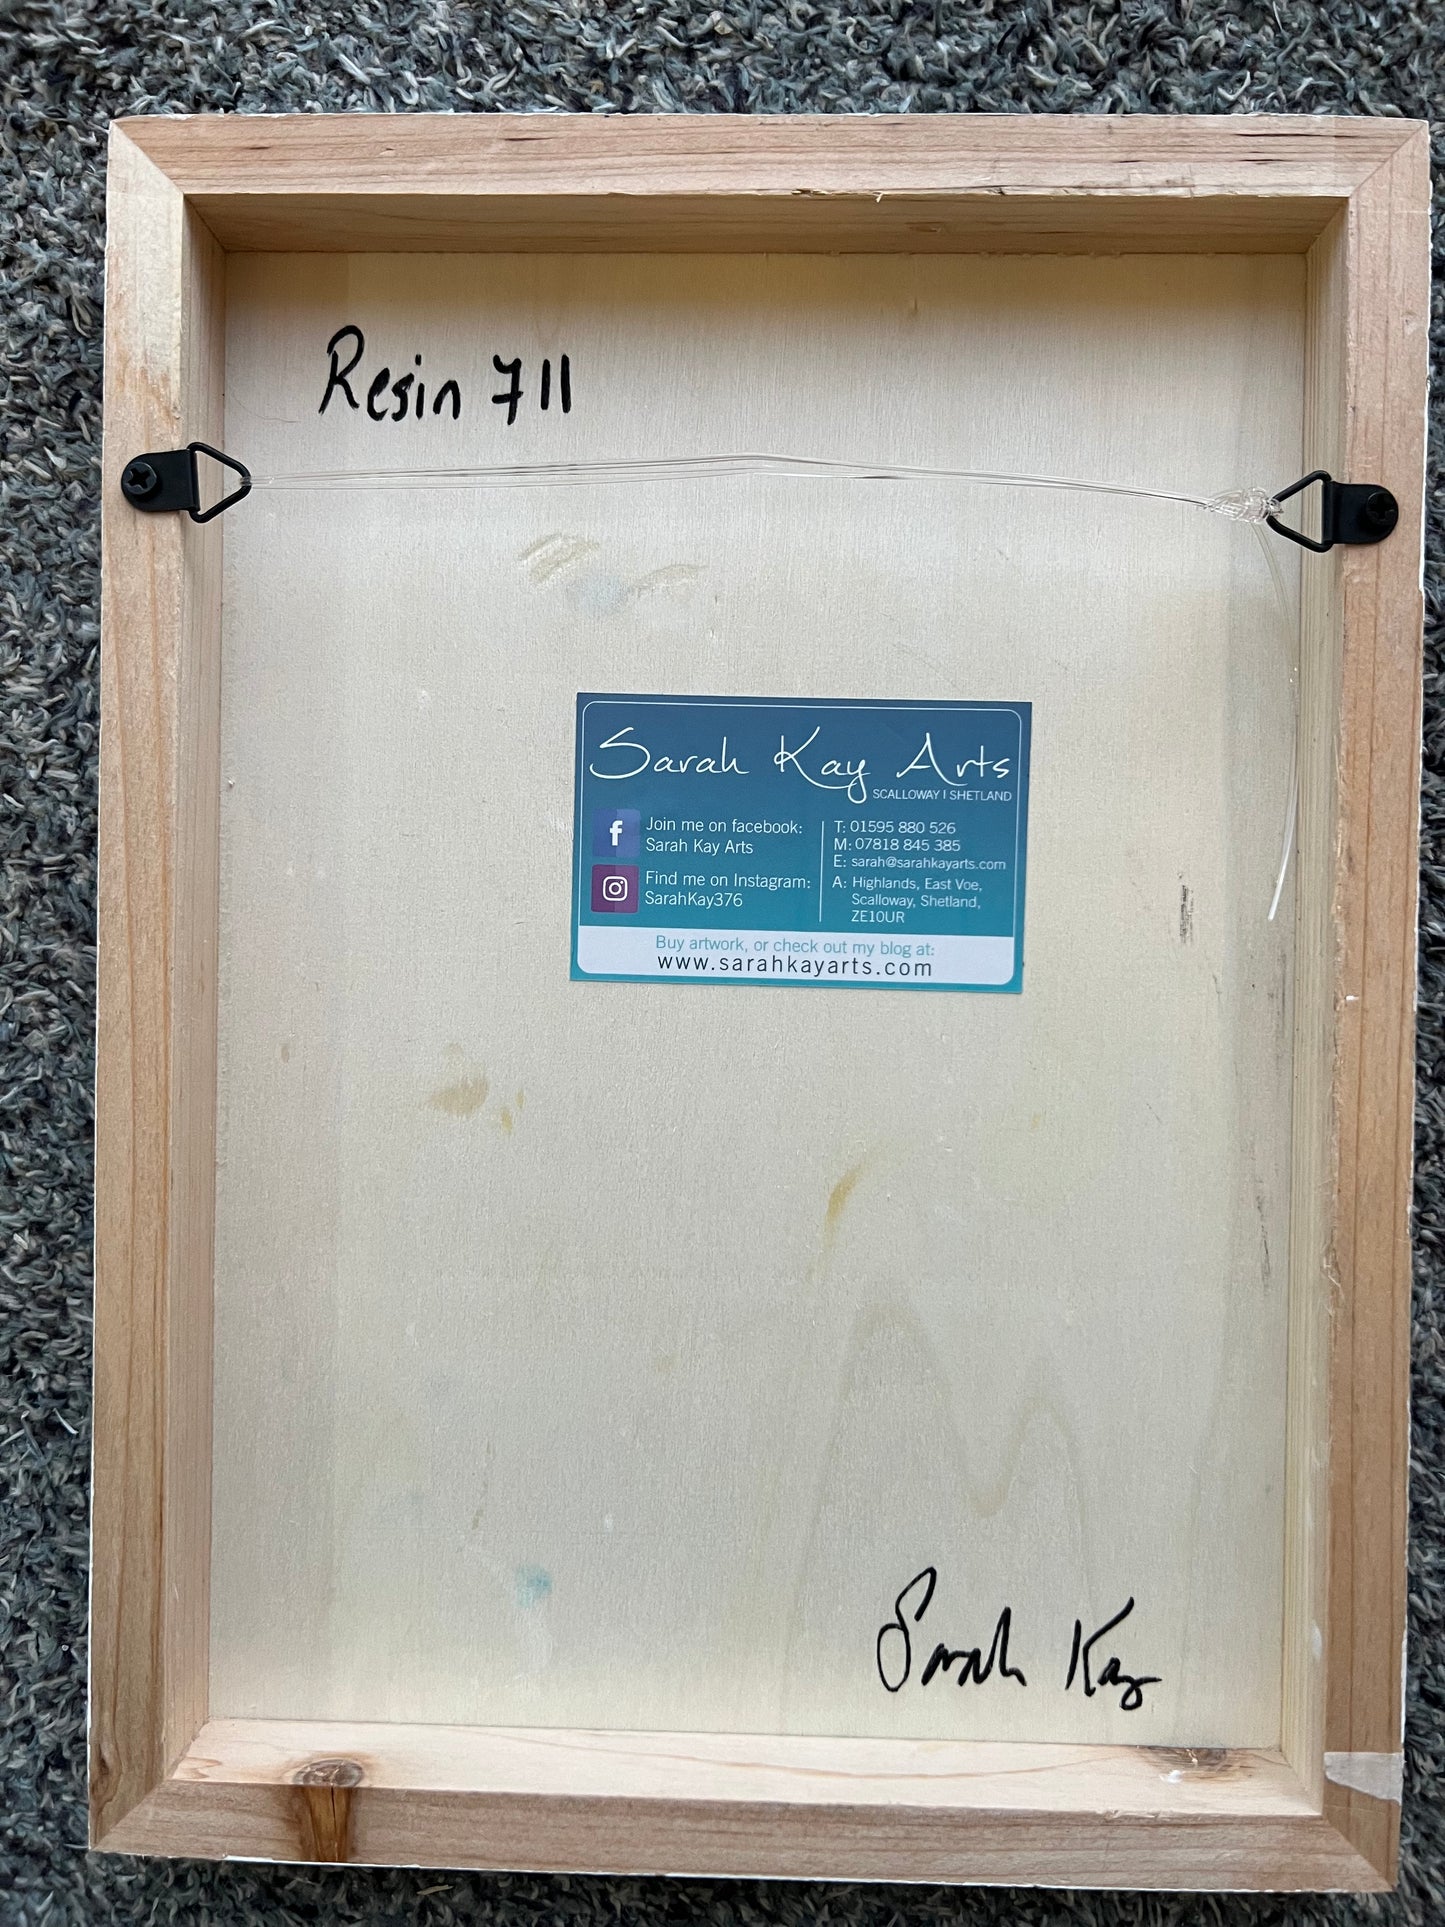 Resin 711
Sarah Kay Arts
SCALLOWAY | SHETLAND
f
Join me on facebook:
Sarah Kay Arts
Find me on Instagram:
SarahKay376
T: 01595 880 526
M: 07818 845 385
E: sarah@sarahkayarts.com
A: Highlands, East Voe,
Scalloway, Shetland,
ZE10UR
Buy artwork, or check out my blog at:
www.sarahkayarts.com
Sarah Kay